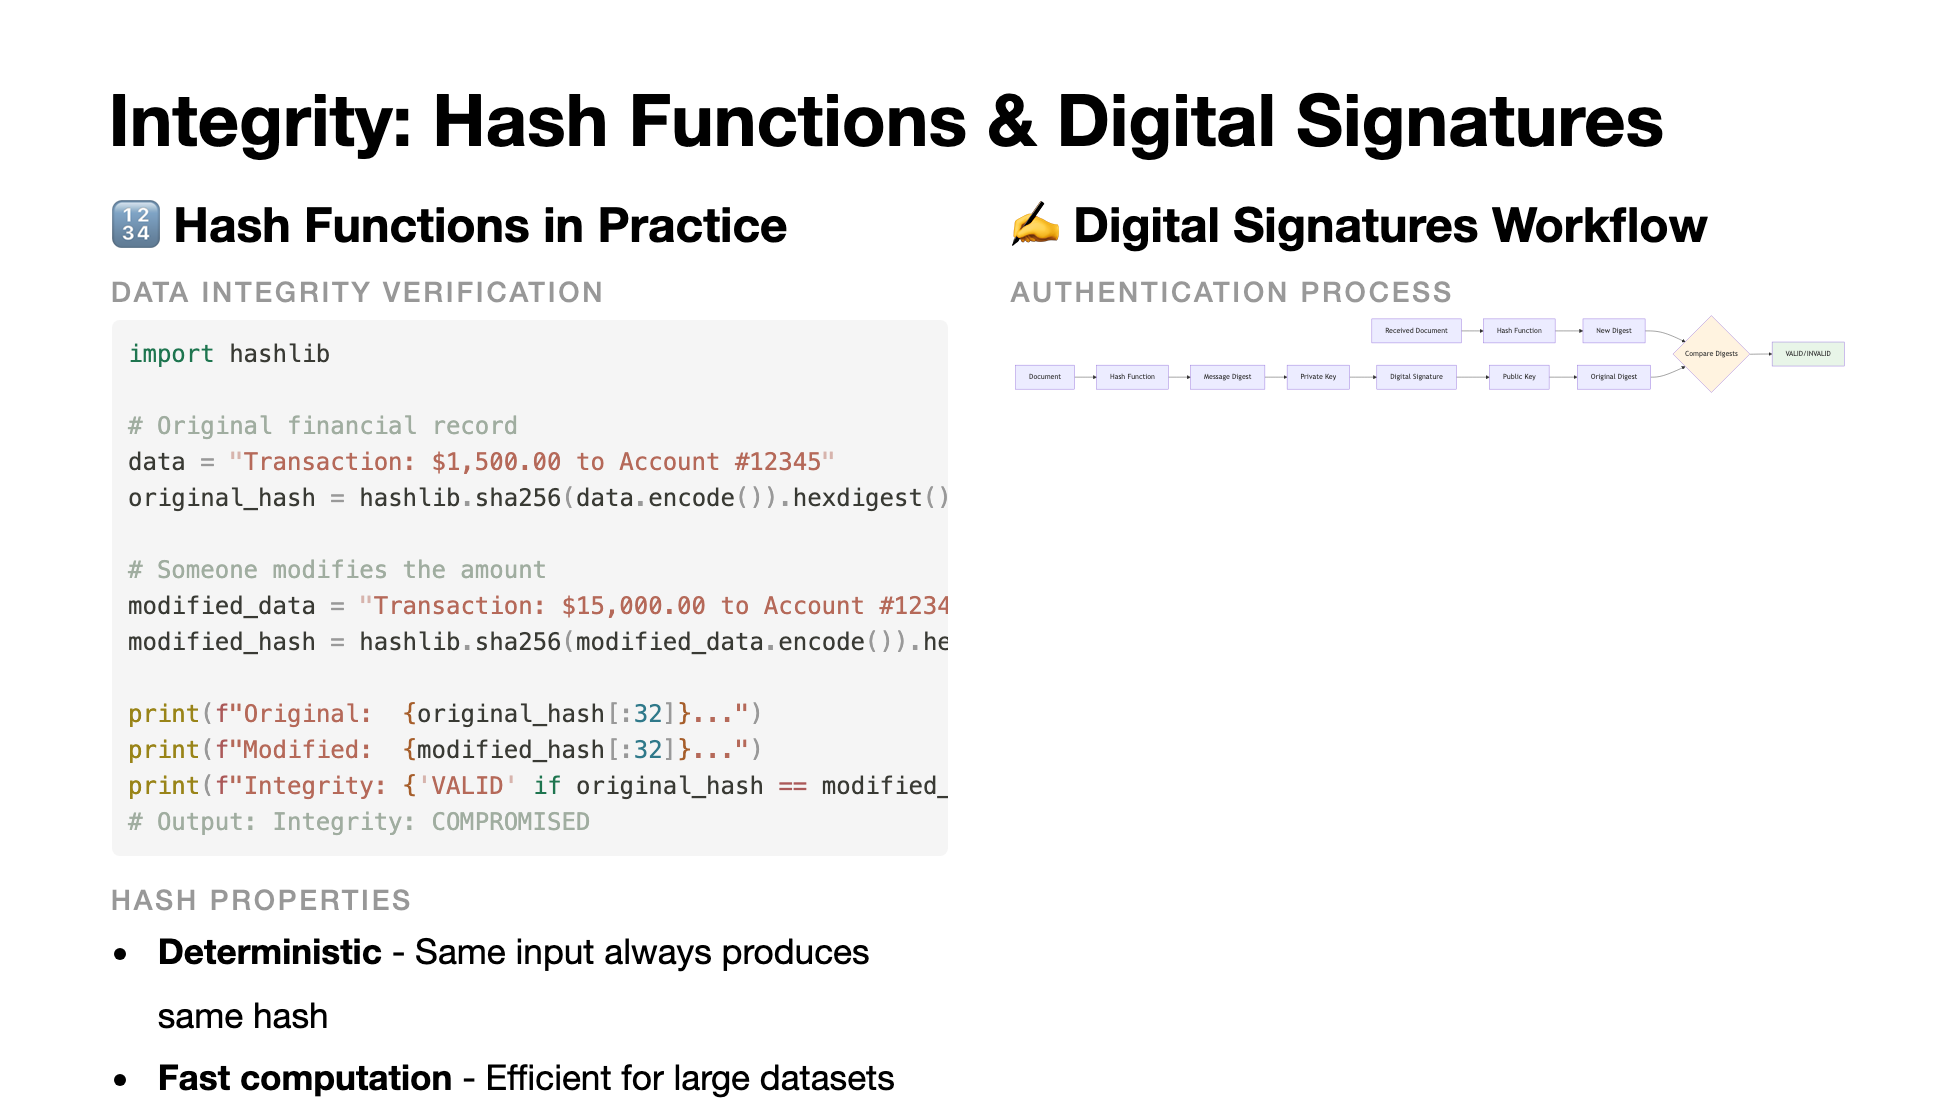 Integrity: Hash Functions & Digital Signatures
🔢 Hash Functions in Practice
DATA INTEGRITY VERIFICATION
import hashlib
# Original financial record
data = "Transaction: $1,500.00 to Account #12345"
original_hash = hashlib.sha256(data.encode()).hexdigest()
# Someone modifies the amount
modified_data = "Transaction: $15,000.00 to Account #1234
modified_hash = hashlib.sha256(modified_data.encode()).he
print(f"Original:  {original_hash[:32]}...")
print(f"Modified:  {modified_hash[:32]}...")
print(f"Integrity: {'VALID' if original_hash == modified_
# Output: Integrity: COMPROMISED
HASH PROPERTIES
• Deterministic - Same input always produces
same hash
• Fast computation - Efficient for large datasets
✍️ Digital Signatures Workflow
AUTHENTICATION PROCESS
Received Document
Hash Function
New Digest
Document
Hash Function
Message Digest
Private Key
Digital Signature
Public Key
Original Digest
Compare Digests
VALID/INVALID